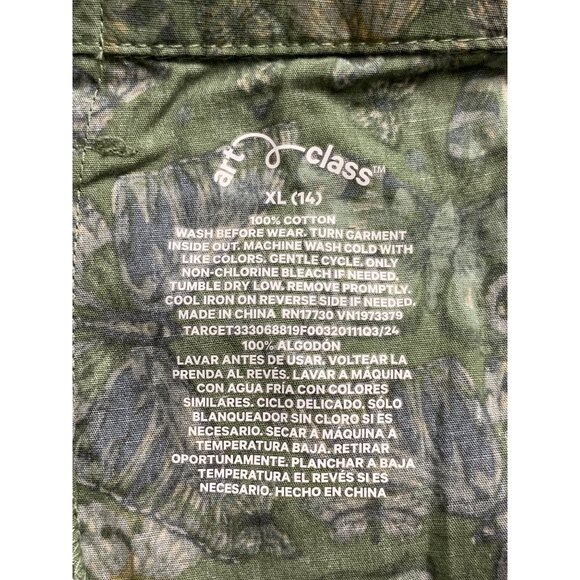 art class™
XL (14)
100% COTTON
WASH BEFORE WEAR. TURN GARMENT
INSIDE OUT. MACHINE WASH COLD WITH
LIKE COLORS. GENTLE CYCLE. ONLY
NON-CHLORINE BLEACH IF NEEDED.
TUMBLE DRY LOW. REMOVE PROMPTLY.
COOL IRON ON REVERSE SIDE IF NEEDED.
MADE IN CHINA RN17730 VN1973379
TARGET333068819F00320111Q3/24
100% ALGODÓN
LAVAR ANTES DE USAR. VOLTEAR LA
PRENDA AL REVÉS. LAVAR A MÁQUINA
CON AGUA FRÍA CON COLORES
SIMILARES. CICLO DELICADO. SÓLO
BLANQUEADOR SIN CLORO SI ES
NECESARIO. SECAR A MÁQUINA A
TEMPERATURA BAJA. RETIRAR
OPORTUNAMENTE. PLANCHAR A BAJA
TEMPERATURA EL REVÉS SI ES
NECESARIO. HECHO EN CHINA